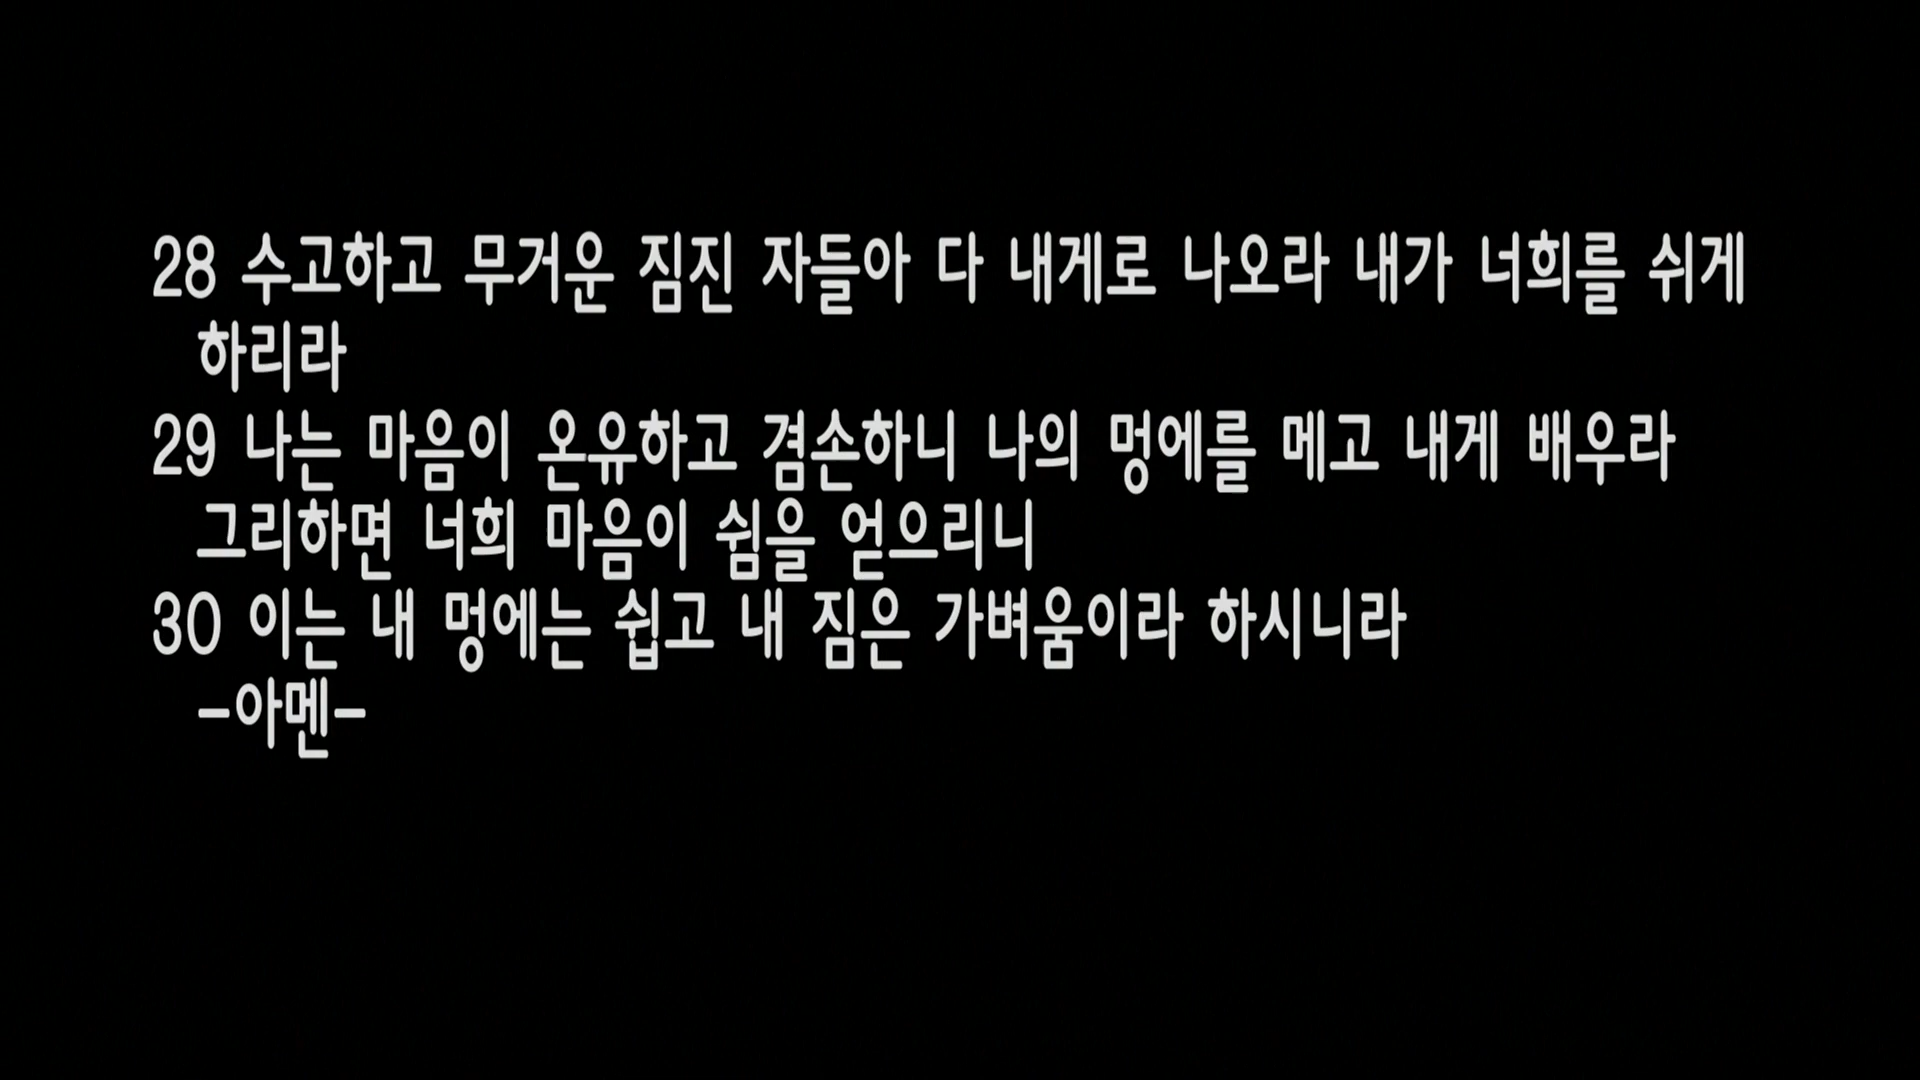 28 수고하고 무거운 짐진 자들아 다 내게로 나오라 내가 너희를 쉬게
하리라
29 나는 마음이 온유하고 겸손하니 나의 멍에를 메고 내게 배우라
그리하면 너희 마음이 쉼을 얻으리니
30 이는 내 멍에는 쉽고 내 짐은 가벼움이라 하시니라
-아멘-